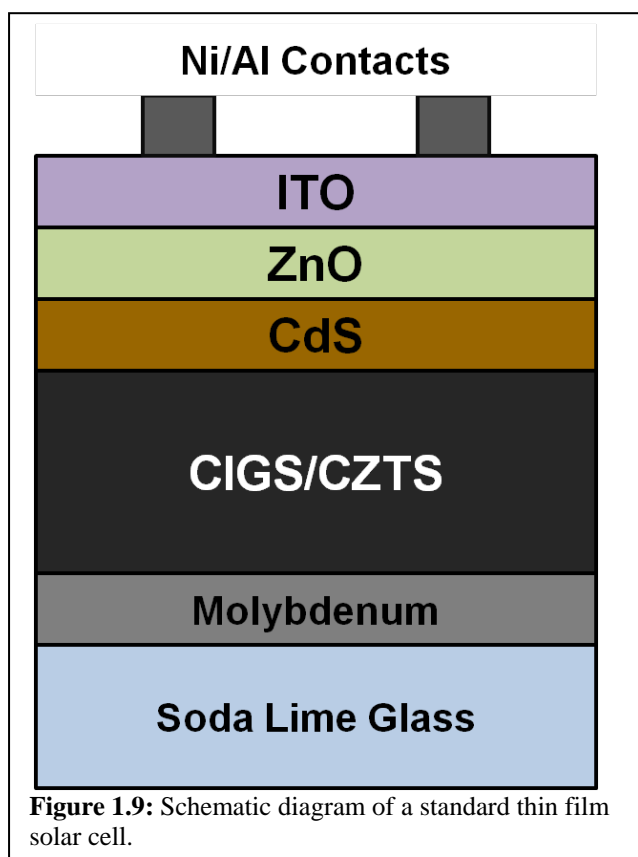 Ni/Al Contacts
ITO
ZnO
CdS
CIGS/CZTS
Molybdenum
Soda Lime Glass
Figure 1.9: Schematic diagram of a standard thin film
solar cell.